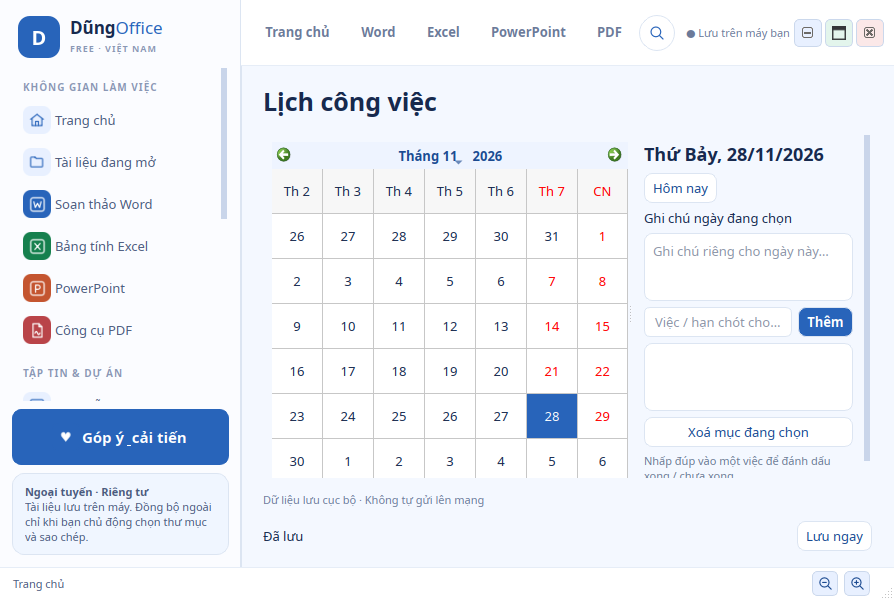 D
DũngOffice
FREE · VIỆT NAM
Trang chủ
Word
Excel
PowerPoint
PDF
● Lưu trên máy bạn
KHÔNG GIAN LÀM VIỆC
Trang chủ
Tài liệu đang mở
Soạn thảo Word
Bảng tính Excel
PowerPoint
Công cụ PDF
TẬP TIN & DỰ ÁN
♥ Góp ý cải tiến
Ngoại tuyến · Riêng tư
Tài liệu lưu trên máy. Đồng bộ ngoài
chỉ khi bạn chủ động chọn thư mục
và sao chép.
Lịch công việc
Tháng 11 2026
Th 2 Th 3 Th 4 Th 5 Th 6 Th 7 CN
26 27 28 29 30 31 1
2 3 4 5 6 7 8
9 10 11 12 13 14 15
16 17 18 19 20 21 22
23 24 25 26 27 28 29
30 1 2 3 4 5 6
Thứ Bảy, 28/11/2026
Hôm nay
Ghi chú ngày đang chọn
Ghi chú riêng cho ngày này...
Việc / hạn chót cho...
Thêm
Xoá mục đang chọn
Nhấp đúp vào một việc để đánh dấu
xong / chưa xong
Dữ liệu lưu cục bộ · Không tự gửi lên mạng
Đã lưu
Lưu ngay
Trang chủ